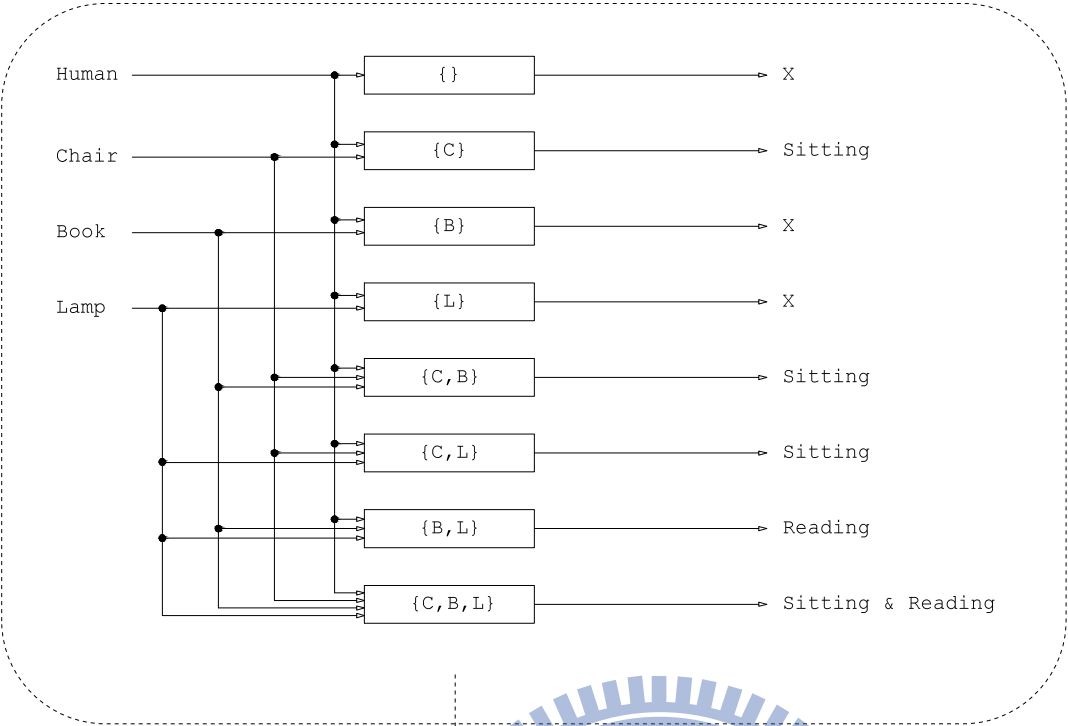 Human {} X
Chair {C} Sitting
Book {B} X
Lamp {L} X
{C,B} Sitting
{C,L} Sitting
{B,L} Reading
{C,B,L} Sitting & Reading